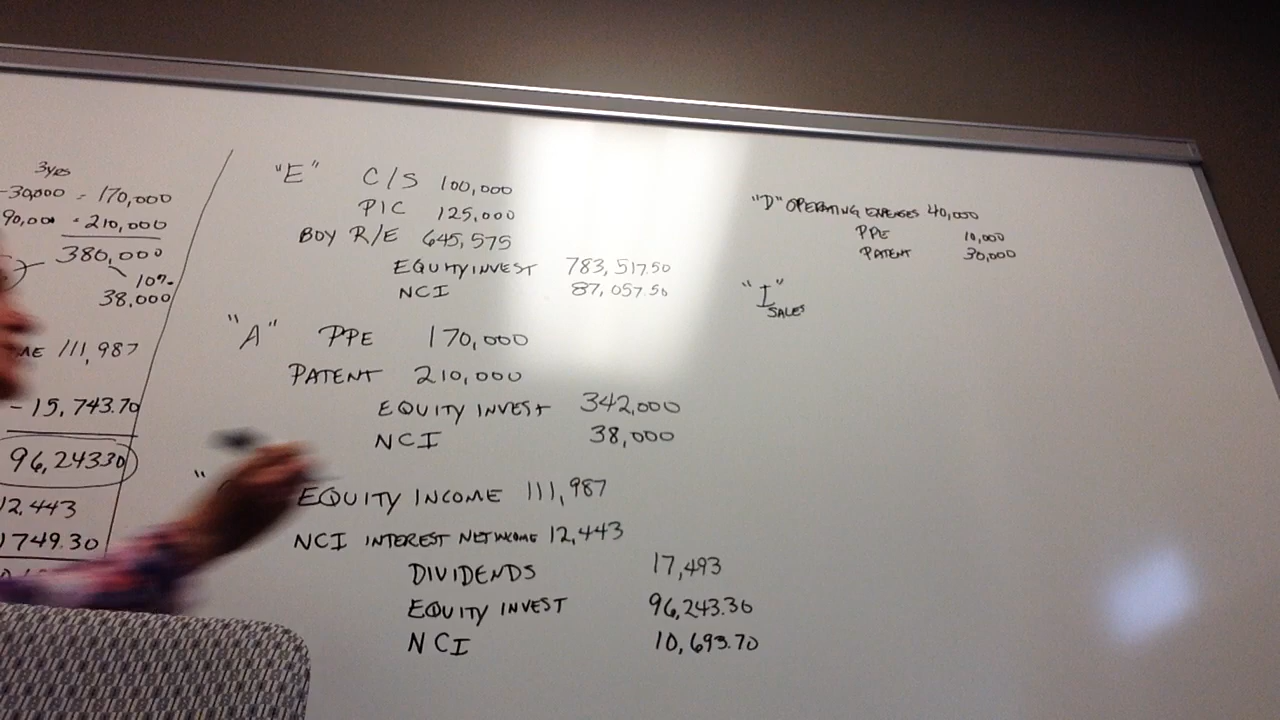 3yrs
-30,000 = 170,000
90,000 = 210,000
380,000
10%
38,000
111,987
-15,743.70
96,243.30
12,443
1749.30
"E" C/S 100,000
PIC 125,000
BOY R/E 645,575
EQUITY INVEST 783,517.50
NCI 87,057.50
"A" PPE 170,000
PATENT 210,000
EQUITY INVEST 342,000
NCI 38,000
"
EQUITY INCOME 111,987
NCI INTEREST NET INCOME 12,443
DIVIDENDS 17,493
EQUITY INVEST 96,243.30
NCI 10,693.70
"D" OPERATING EXPENSES 40,000
PPE 10,000
PATENT 30,000
"I"
SALES